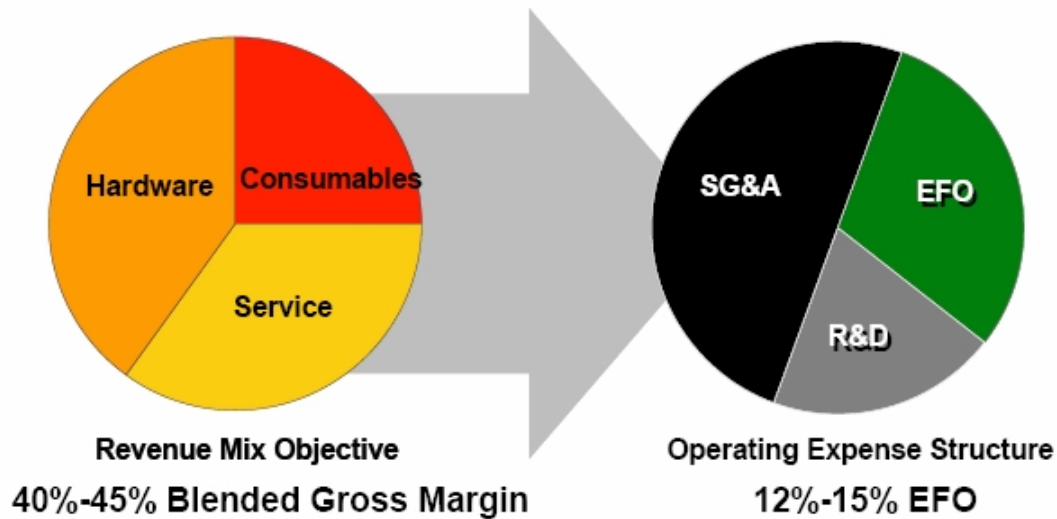 Hardware
Consumables
Service
SG&A
EFO
R&D
Revenue Mix Objective
40%-45% Blended Gross Margin
Operating Expense Structure
12%-15% EFO